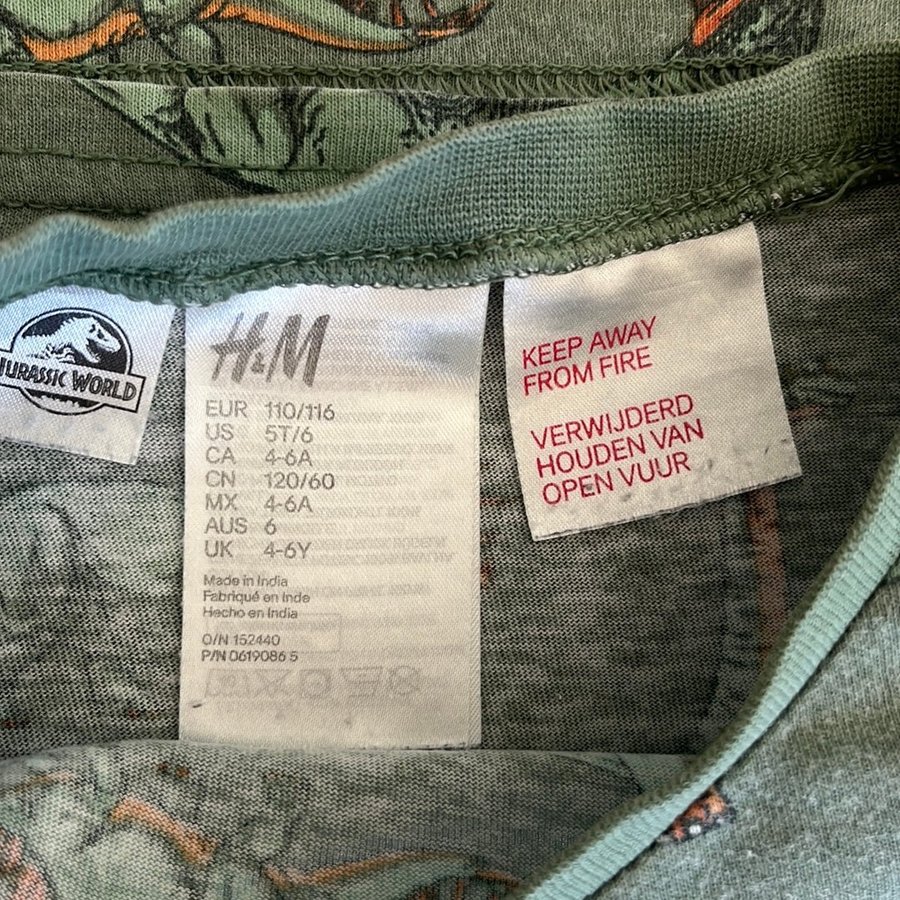 JURASSIC WORLD
H&M
EUR 110/116
US 5T/6
CA 4-6A
CN 120/60
MX 4-6A
AUS 6
UK 4-6Y
Made in India
Fabriqué en Inde
Hecho en India
O/N 152440
P/N 0619086 5
KEEP AWAY
FROM FIRE
VERWIJDERD
HOUDEN VAN
OPEN VUUR